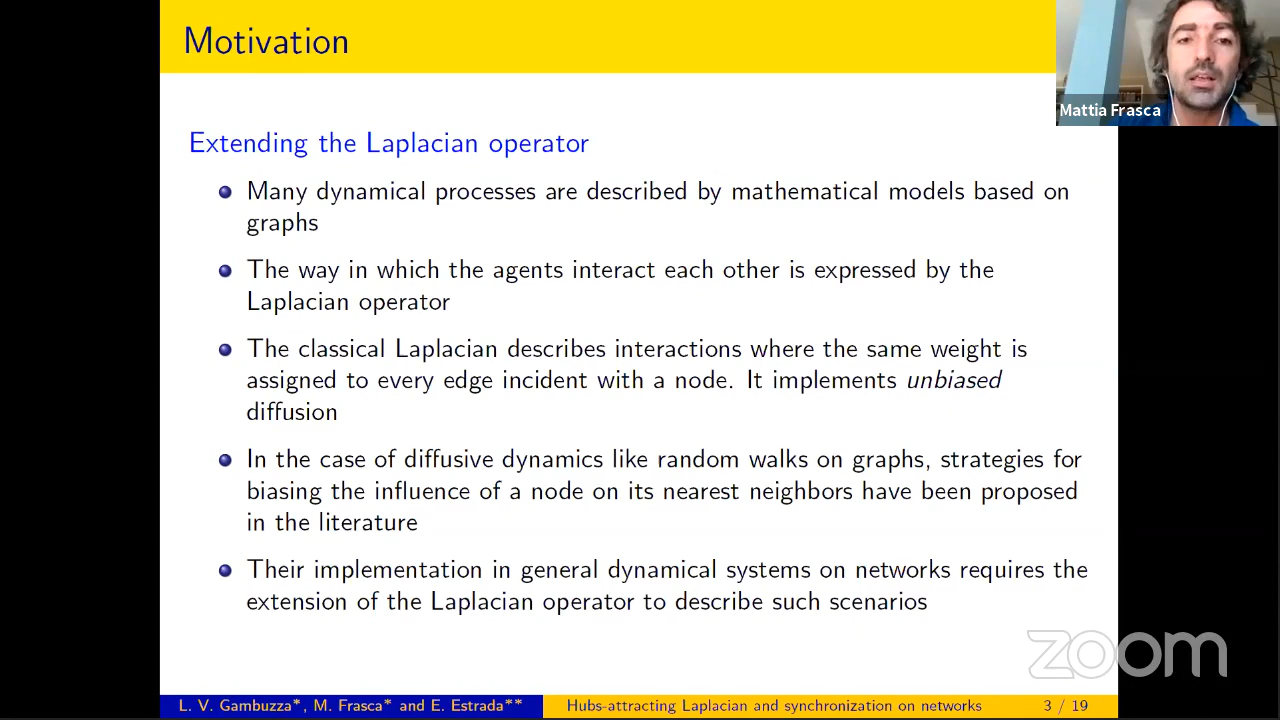 Motivation
Mattia Frasca
Extending the Laplacian operator
Many dynamical processes are described by mathematical models based on
graphs
The way in which the agents interact each other is expressed by the
Laplacian operator
The classical Laplacian describes interactions where the same weight is
assigned to every edge incident with a node. It implements unbiased
diffusion
In the case of diffusive dynamics like random walks on graphs, strategies for
biasing the influence of a node on its nearest neighbors have been proposed
in the literature
Their implementation in general dynamical systems on networks requires the
extension of the Laplacian operator to describe such scenarios
zoom
L. V. Gambuzza*, M. Frasca* and E. Estrada** Hubs-attracting Laplacian and synchronization on networks 3 / 19